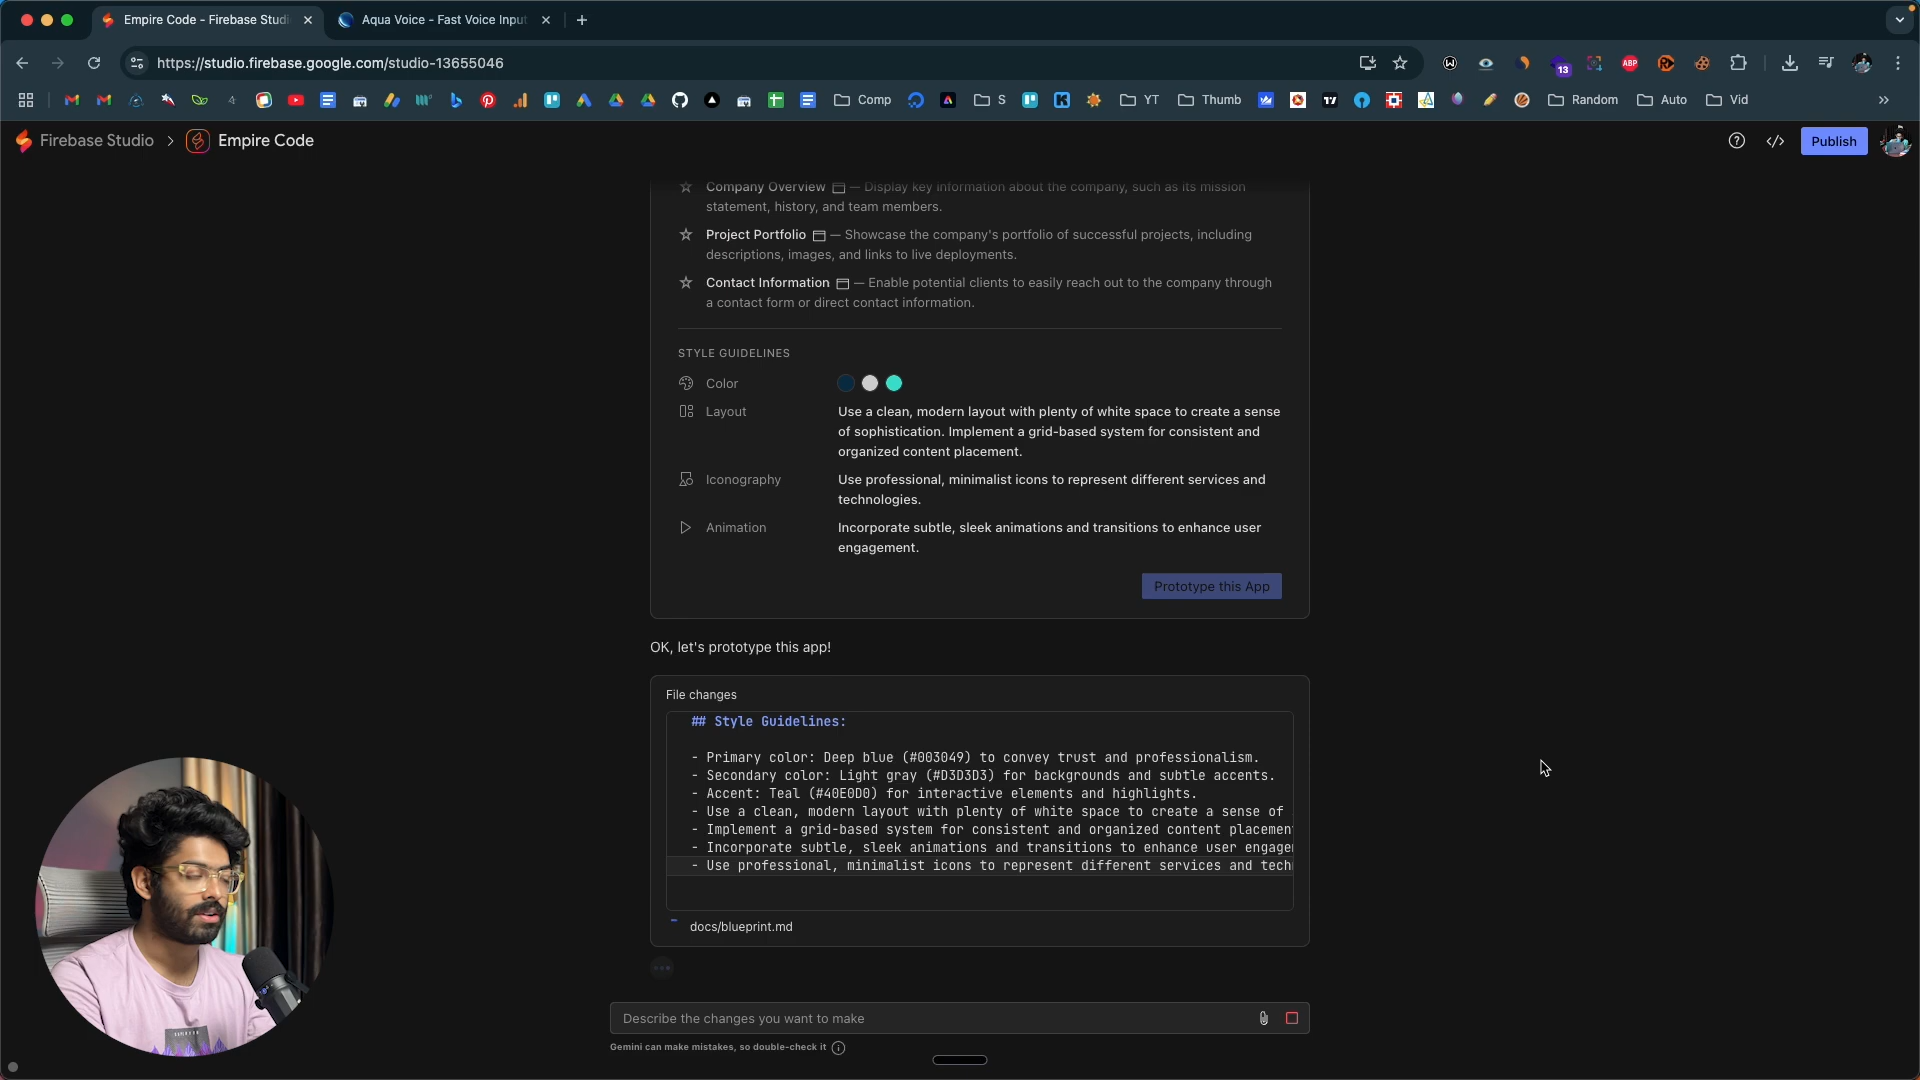 Empire Code - Firebase Studi
Aqua Voice - Fast Voice Input
https://studio.firebase.google.com/studio-13655046
13
ABP
Comp
S
YT
Thumb
Random
Auto
Vid
Firebase Studio
Empire Code
Publish
Company Overview — Display key information about the company, such as its mission
statement, history, and team members.
Project Portfolio — Showcase the company's portfolio of successful projects, including
descriptions, images, and links to live deployments.
Contact Information — Enable potential clients to easily reach out to the company through
a contact form or direct contact information.
STYLE GUIDELINES
Color
Layout
Use a clean, modern layout with plenty of white space to create a sense
of sophistication. Implement a grid-based system for consistent and
organized content placement.
Iconography
Use professional, minimalist icons to represent different services and
technologies.
Animation
Incorporate subtle, sleek animations and transitions to enhance user
engagement.
Prototype this App
OK, let's prototype this app!
File changes
## Style Guidelines:
- Primary color: Deep blue (#003049) to convey trust and professionalism.
- Secondary color: Light gray (#D3D3D3) for backgrounds and subtle accents.
- Accent: Teal (#40E0D0) for interactive elements and highlights.
- Use a clean, modern layout with plenty of white space to create a sense of
- Implement a grid-based system for consistent and organized content placemen
- Incorporate subtle, sleek animations and transitions to enhance user engage
- Use professional, minimalist icons to represent different services and tech
docs/blueprint.md
Describe the changes you want to make
Gemini can make mistakes, so double-check it